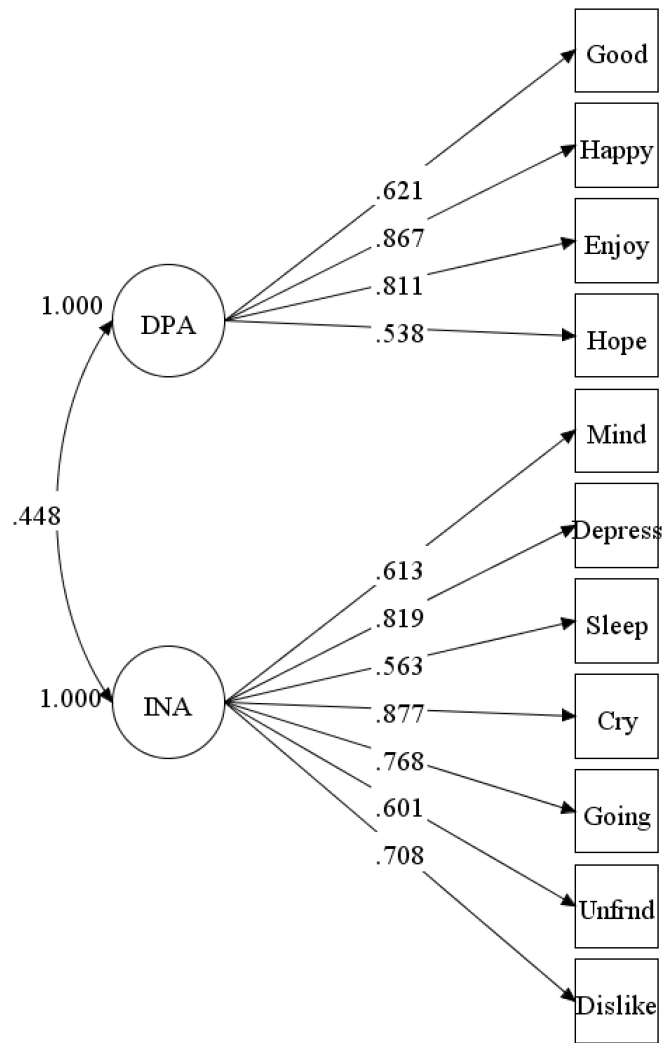 Good
.621
Happy
.867
Enjoy
.811
1.000
DPA
.538
Hope
Mind
.448
.613
Depress
.819
Sleep
.563
1.000
INA
.877
Cry
.768
Going
.601
.708
Unfrnd
Dislike